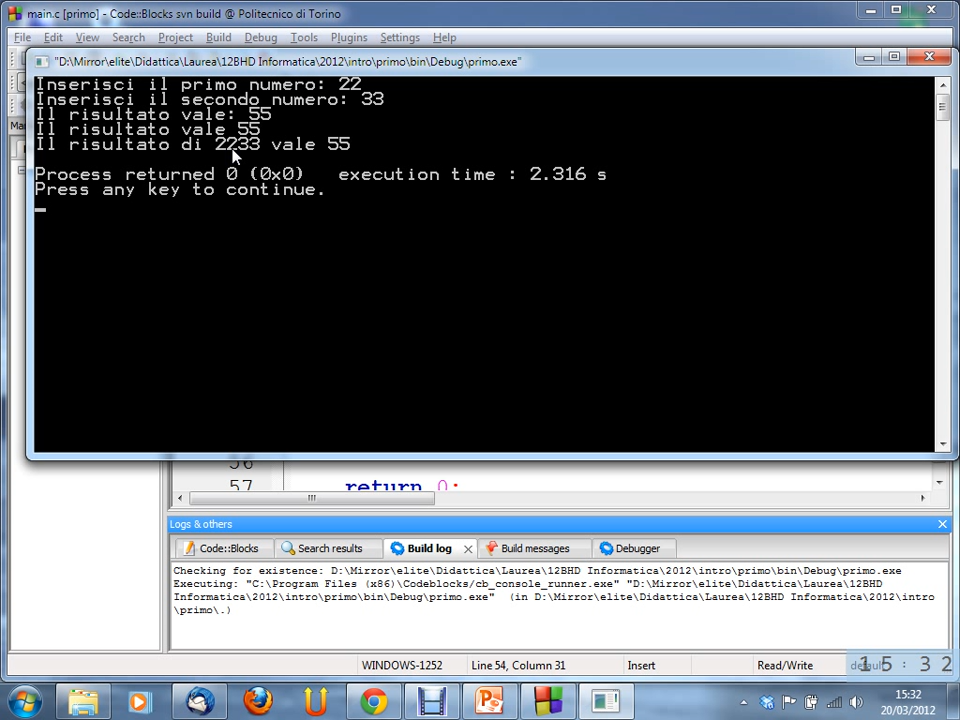 main.c [primo] - Code::Blocks svn build @ Politecnico di Torino
File Edit View Search Project Build Debug Tools Plugins Settings Help
"D:\Mirror\elite\Didattica\Laurea\12BHD Informatica\2012\intro\primo\bin\Debug\primo.exe"
Inserisci il primo numero: 22
Inserisci il secondo numero: 33
Il risultato vale: 55
Il risultato vale 55
Il risultato di 2233 vale 55
Process returned 0 (0x0)   execution time : 2.316 s
Press any key to continue.
56
57 return 0;
Logs & others
Code::Blocks Search results Build log Build messages Debugger
Checking for existence: D:\Mirror\elite\Didattica\Laurea\12BHD Informatica\2012\intro\primo\bin\Debug\primo.exe
Executing: "C:\Program Files (x86)\Codeblocks/cb_console_runner.exe" "D:\Mirror\elite\Didattica\Laurea\12BHD
Informatica\2012\intro\primo\bin\Debug\primo.exe"  (in D:\Mirror\elite\Didattica\Laurea\12BHD Informatica\2012\intro
\primo\.)
WINDOWS-1252 Line 54, Column 31 Insert Read/Write default
15:32
15:32
20/03/2012